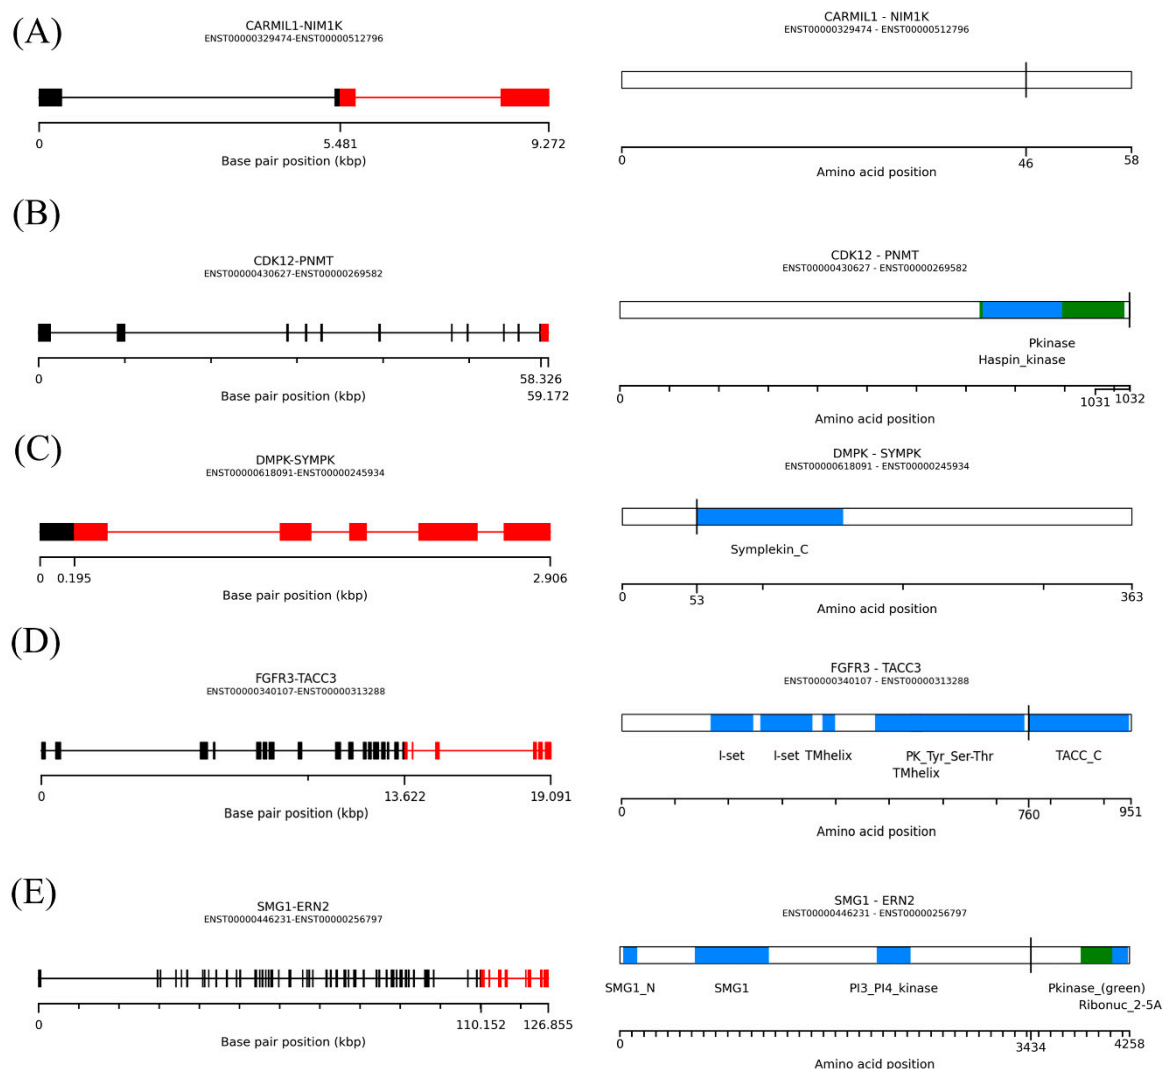 (A)
CARMIL1-NIM1K
ENST00000329474-ENST00000512796
0
5.481
9.272
Base pair position (kbp)
CARMIL1 - NIM1K
ENST00000329474 - ENST00000512796
0
46
58
Amino acid position
(B)
CDK12-PNMT
ENST00000430627-ENST00000269582
0
58.326
59.172
Base pair position (kbp)
CDK12 - PNMT
ENST00000430627 - ENST00000269582
Pkinase
Haspin_kinase
0
1031
1032
Amino acid position
(C)
DMPK-SYMPK
ENST00000618091-ENST00000245934
0
0.195
2.906
Base pair position (kbp)
DMPK - SYMPK
ENST00000618091 - ENST00000245934
Symplekin_C
0
53
363
Amino acid position
(D)
FGFR3-TACC3
ENST00000340107-ENST00000313288
0
13.622
19.091
Base pair position (kbp)
FGFR3 - TACC3
ENST00000340107 - ENST00000313288
I-set I-set TMhelix PK_Tyr_Ser-Thr TACC_C
TMhelix
0
760
951
Amino acid position
(E)
SMG1-ERN2
ENST00000446231-ENST00000256797
0
110.152
126.855
Base pair position (kbp)
SMG1 - ERN2
ENST00000446231 - ENST00000256797
SMG1_N SMG1 PI3_PI4_kinase Pkinase_(green)
Ribonuc_2-5A
0
3434
4258
Amino acid position